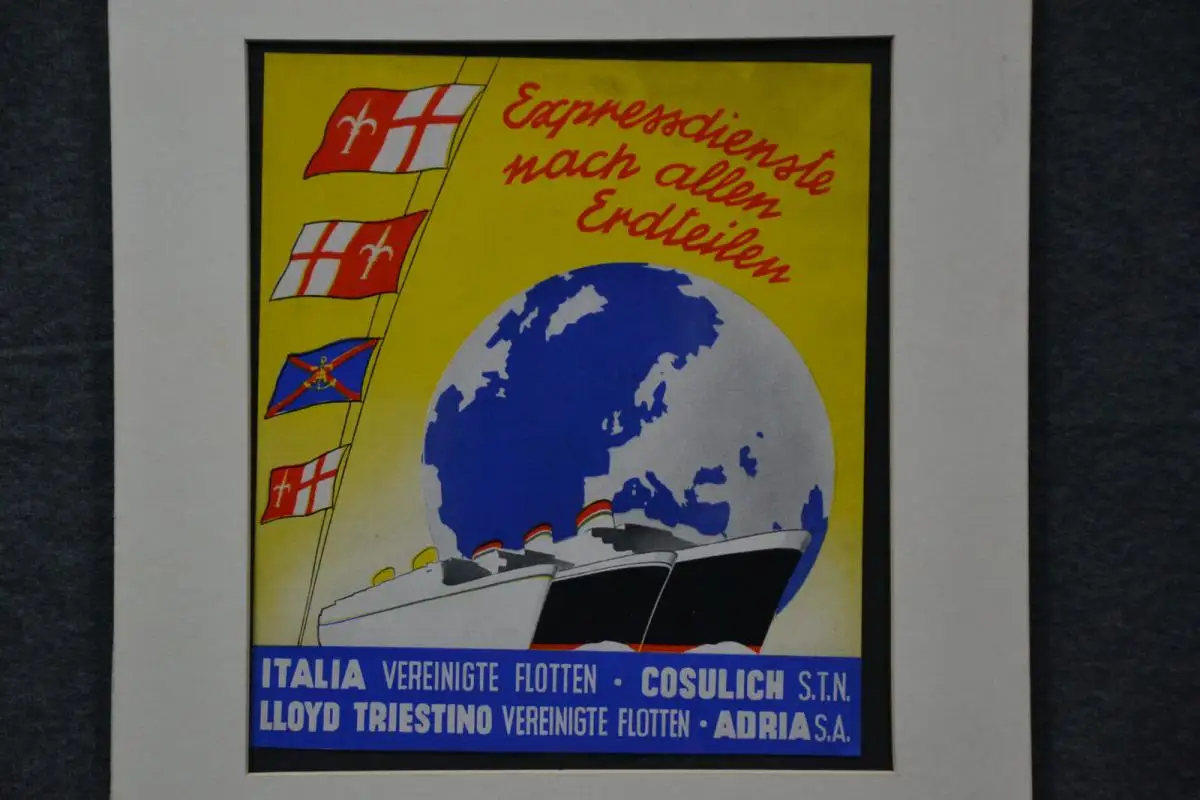 Expressdienste
nach allen
Erdteilen
ITALIA VEREINIGTE FLOTTEN • COSULICH S.T.N.
LLOYD TRIESTINO VEREINIGTE FLOTTEN • ADRIA S.A.